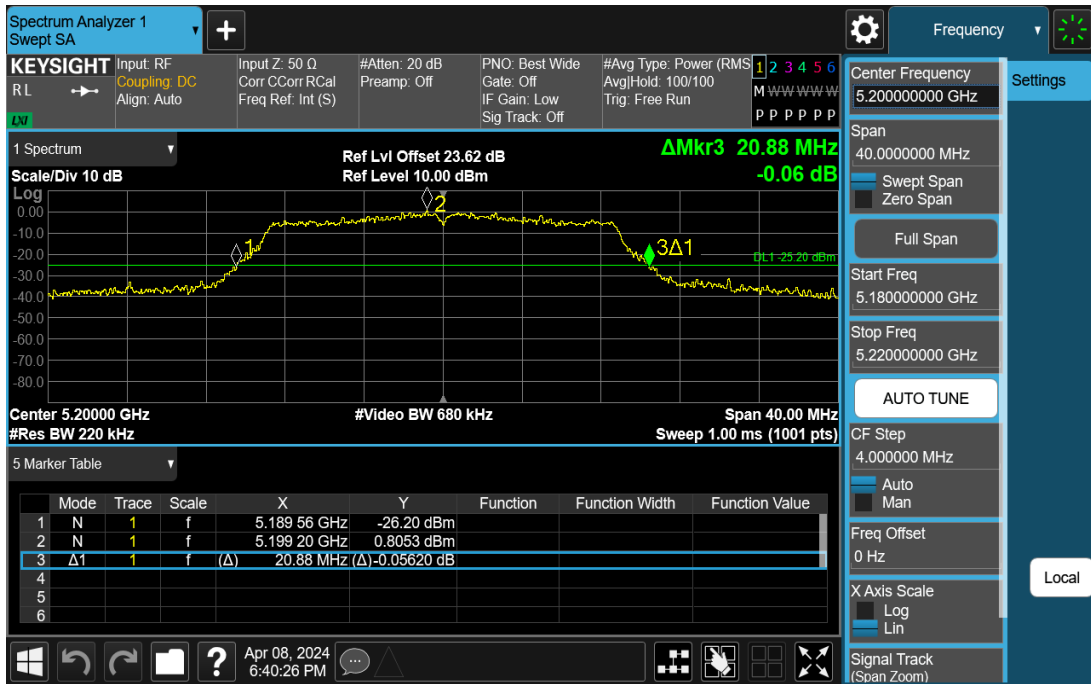 Spectrum Analyzer 1
Swept SA
Frequency
KEYSIGHT
RL
LXI
Input: RF
Coupling: DC
Align: Auto
Input Z: 50 Ω
Corr CCorr RCal
Freq Ref: Int (S)
#Atten: 20 dB
Preamp: Off
PNO: Best Wide
Gate: Off
IF Gain: Low
Sig Track: Off
#Avg Type: Power (RMS
Avg|Hold: 100/100
Trig: Free Run
1 2 3 4 5 6
M W W W W W
P P P P P P
1 Spectrum
Scale/Div 10 dB
Ref Lvl Offset 23.62 dB
Ref Level 10.00 dBm
ΔMkr3 20.88 MHz
-0.06 dB
Log
0.00
-10.0
-20.0
-30.0
-40.0
-50.0
-60.0
-70.0
-80.0
1
2
3Δ1
DL1 -25.20 dBm
Center 5.20000 GHz
#Res BW 220 kHz
#Video BW 680 kHz
Span 40.00 MHz
Sweep 1.00 ms (1001 pts)
5 Marker Table
Mode Trace Scale X Y Function Function Width Function Value
1 N 1 f 5.189 56 GHz -26.20 dBm
2 N 1 f 5.199 20 GHz 0.8053 dBm
3 Δ1 1 f (Δ) 20.88 MHz (Δ) -0.05620 dB
4
5
6
?
Apr 08, 2024
6:40:26 PM
Center Frequency
5.200000000 GHz
Span
40.0000000 MHz
Swept Span
Zero Span
Full Span
Start Freq
5.180000000 GHz
Stop Freq
5.220000000 GHz
AUTO TUNE
CF Step
4.000000 MHz
Auto
Man
Freq Offset
0 Hz
X Axis Scale
Log
Lin
Signal Track
(Span Zoom)
Settings
Local